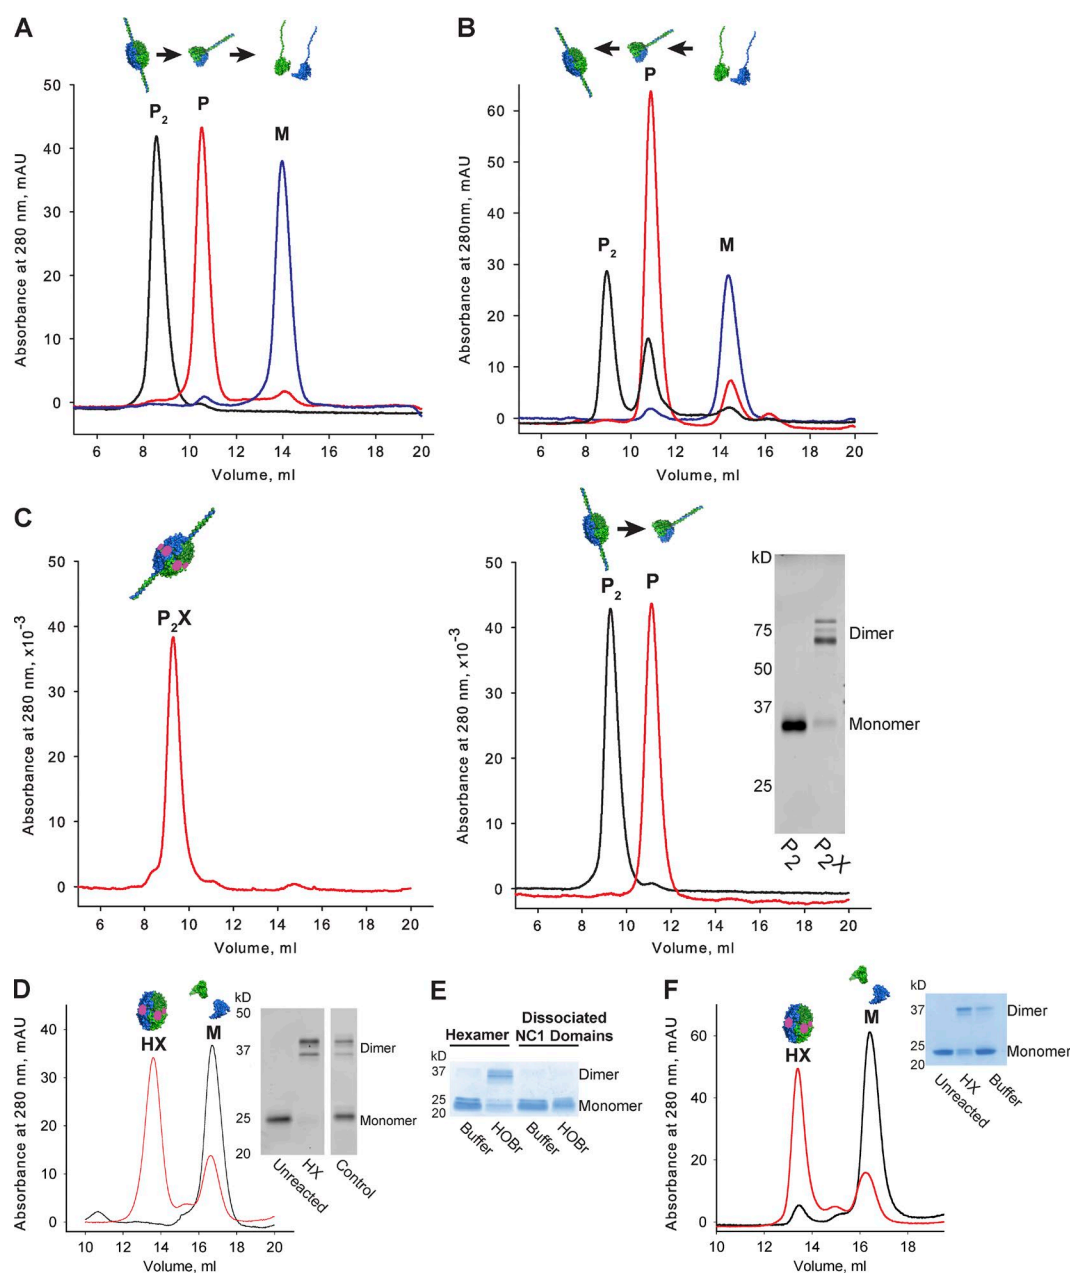 A
P2
P
M
50
40
30
20
10
0
Absorbance at 280 nm, mAU
6 8 10 12 14 16 18 20
Volume, ml
B
P
P2
M
60
50
40
30
20
10
0
Absorbance at 280nm, mAU
6 8 10 12 14 16 18 20
Volume, ml
C
P2X
50
40
30
20
10
0
Absorbance at 280 nm, x10-3
6 8 10 12 14 16 18 20
Volume, ml
P2
P
50
40
30
20
10
0
Absorbance at 280 nm, x10-3
6 8 10 12 14 16 18 20
Volume, ml
kD
75
50
37
25
Dimer
Monomer
P2
P2X
D
HX
M
40
30
20
10
0
Absorbance at 280 nm, mAU
10 12 14 16 18 20
Volume, ml
kD
50
37
25
20
Dimer
Monomer
Unreacted
HX
Control
E
Hexamer
Dissociated
NC1 Domains
kD
37
25
20
Dimer
Monomer
Buffer
HOBr
Buffer
HOBr
F
HX
M
60
40
20
0
Absorbance at 280 nm, mAU
10 12 14 16 18
Volume, ml
kD
37
25
20
Dimer
Monomer
Unreacted
HX
Buffer